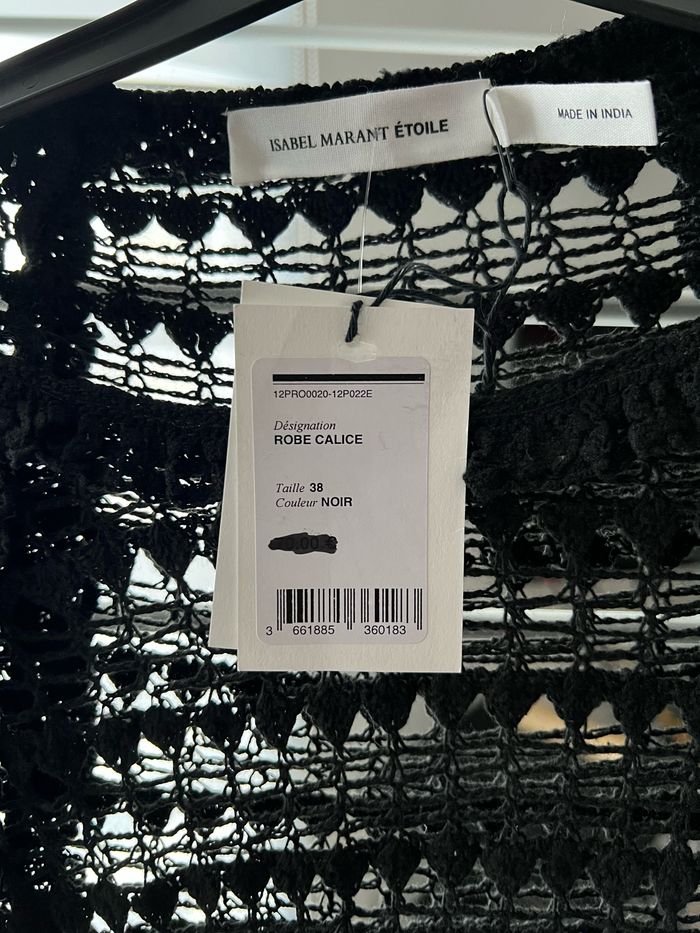 ISABEL MARANT ÉTOILE
MADE IN INDIA
12PRO0020-12P022E
Désignation
ROBE CALICE
Taille 38
Couleur NOIR
3 661885 360183